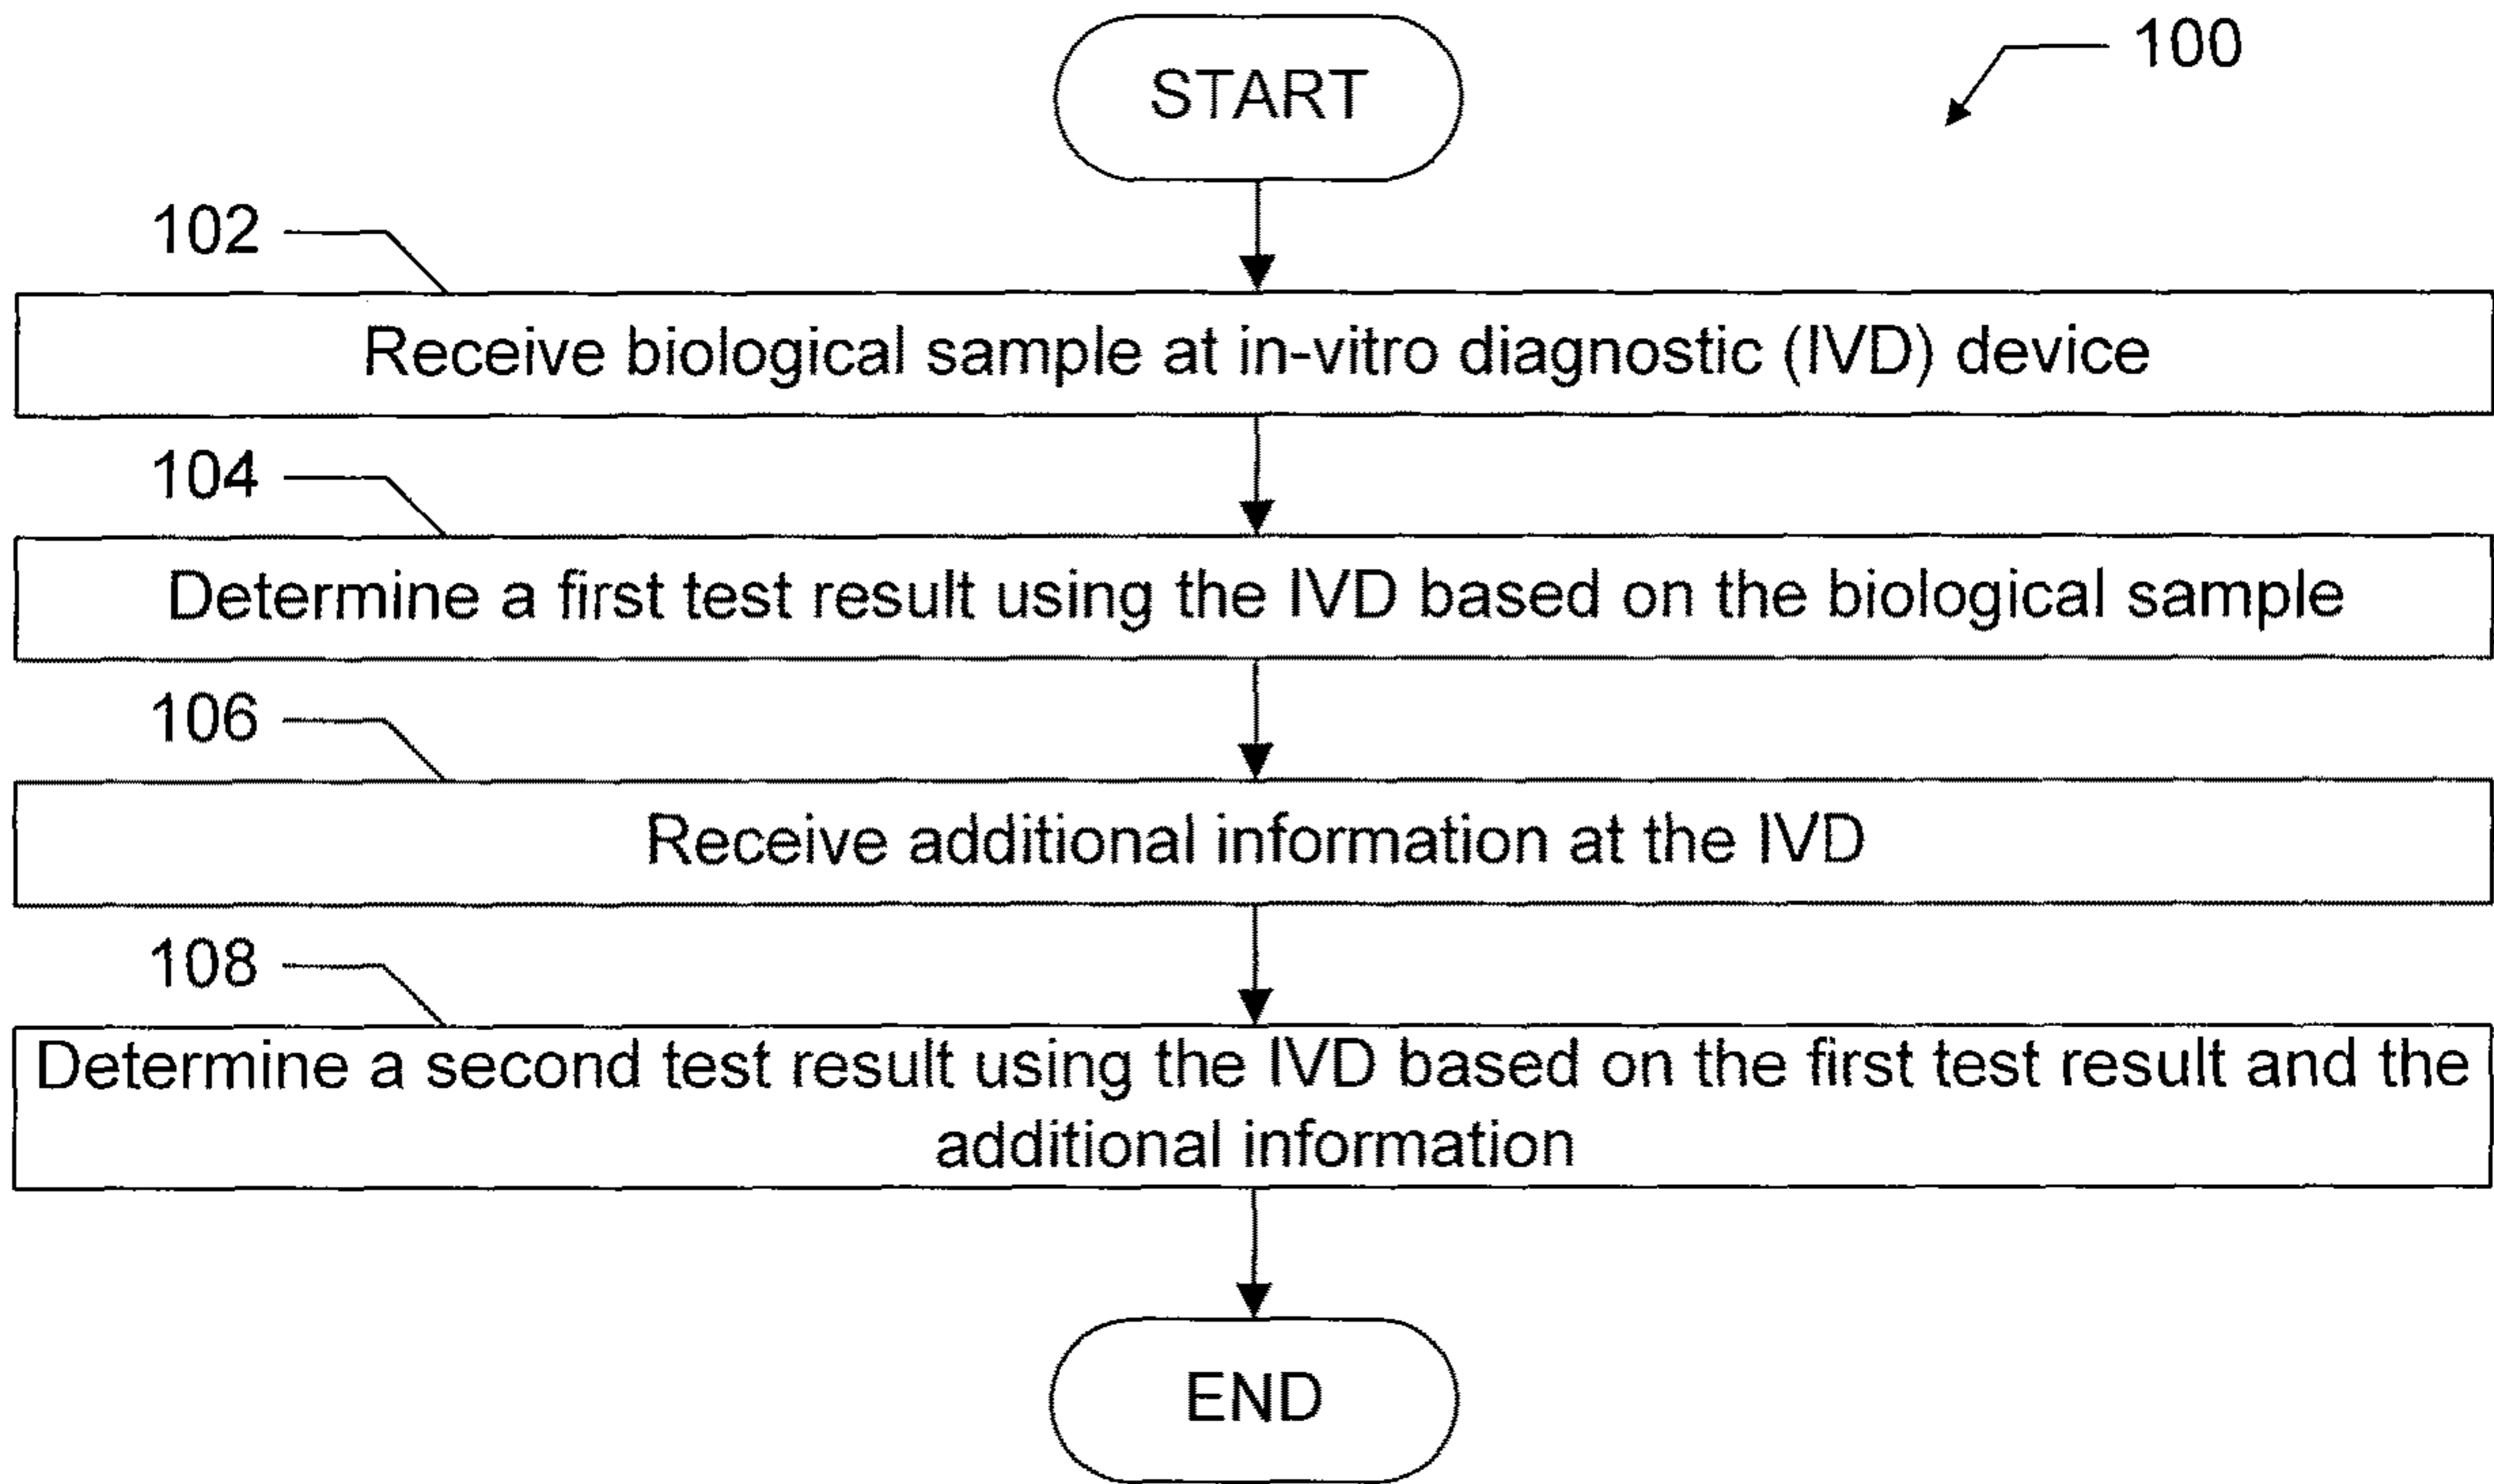 START
100
102
Receive biological sample at in-vitro diagnostic (IVD) device
104
Determine a first test result using the IVD based on the biological sample
106
Receive additional information at the IVD
108
Determine a second test result using the IVD based on the first test result and the
additional information
END